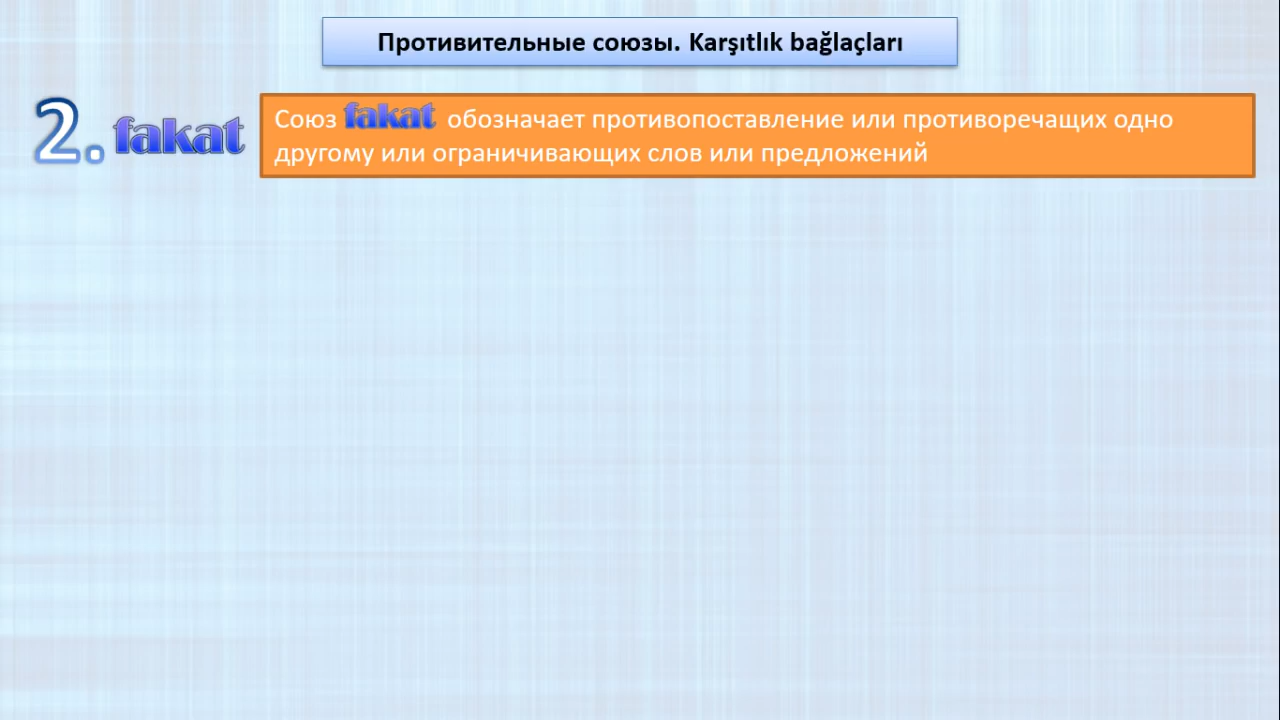 Противительные союзы. Karşıtlık bağlaçları
2. fakat
Союз fakat обозначает противопоставление или противоречащих одно
другому или ограничивающих слов или предложений